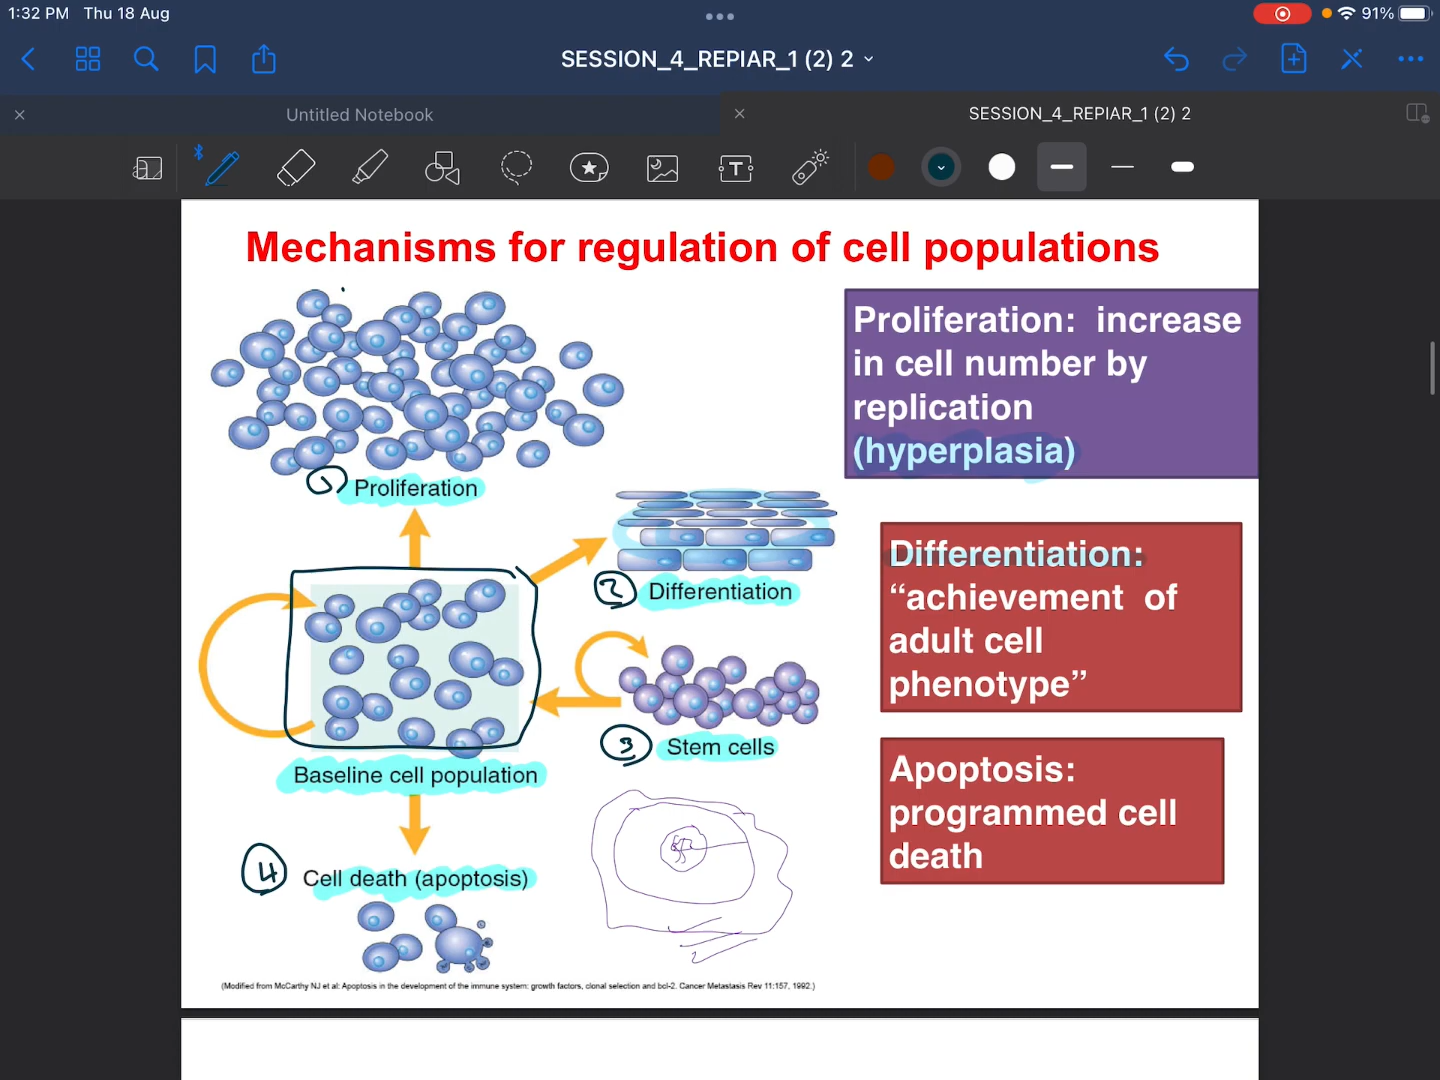 1:32 PM Thu 18 Aug
91%
SESSION_4_REPIAR_1 (2) 2
Untitled Notebook
SESSION_4_REPIAR_1 (2) 2
Mechanisms for regulation of cell populations
Proliferation: increase
in cell number by
replication
(hyperplasia)
1 Proliferation
2 Differentiation
Differentiation:
“achievement of
adult cell
phenotype”
3 Stem cells
Baseline cell population
Apoptosis:
programmed cell
death
4 Cell death (apoptosis)
(Modified from McCarthy NJ et al: Apoptosis in the development of the immune system: growth factors, clonal selection and bcl-2. Cancer Metastasis Rev 11:157, 1992.)